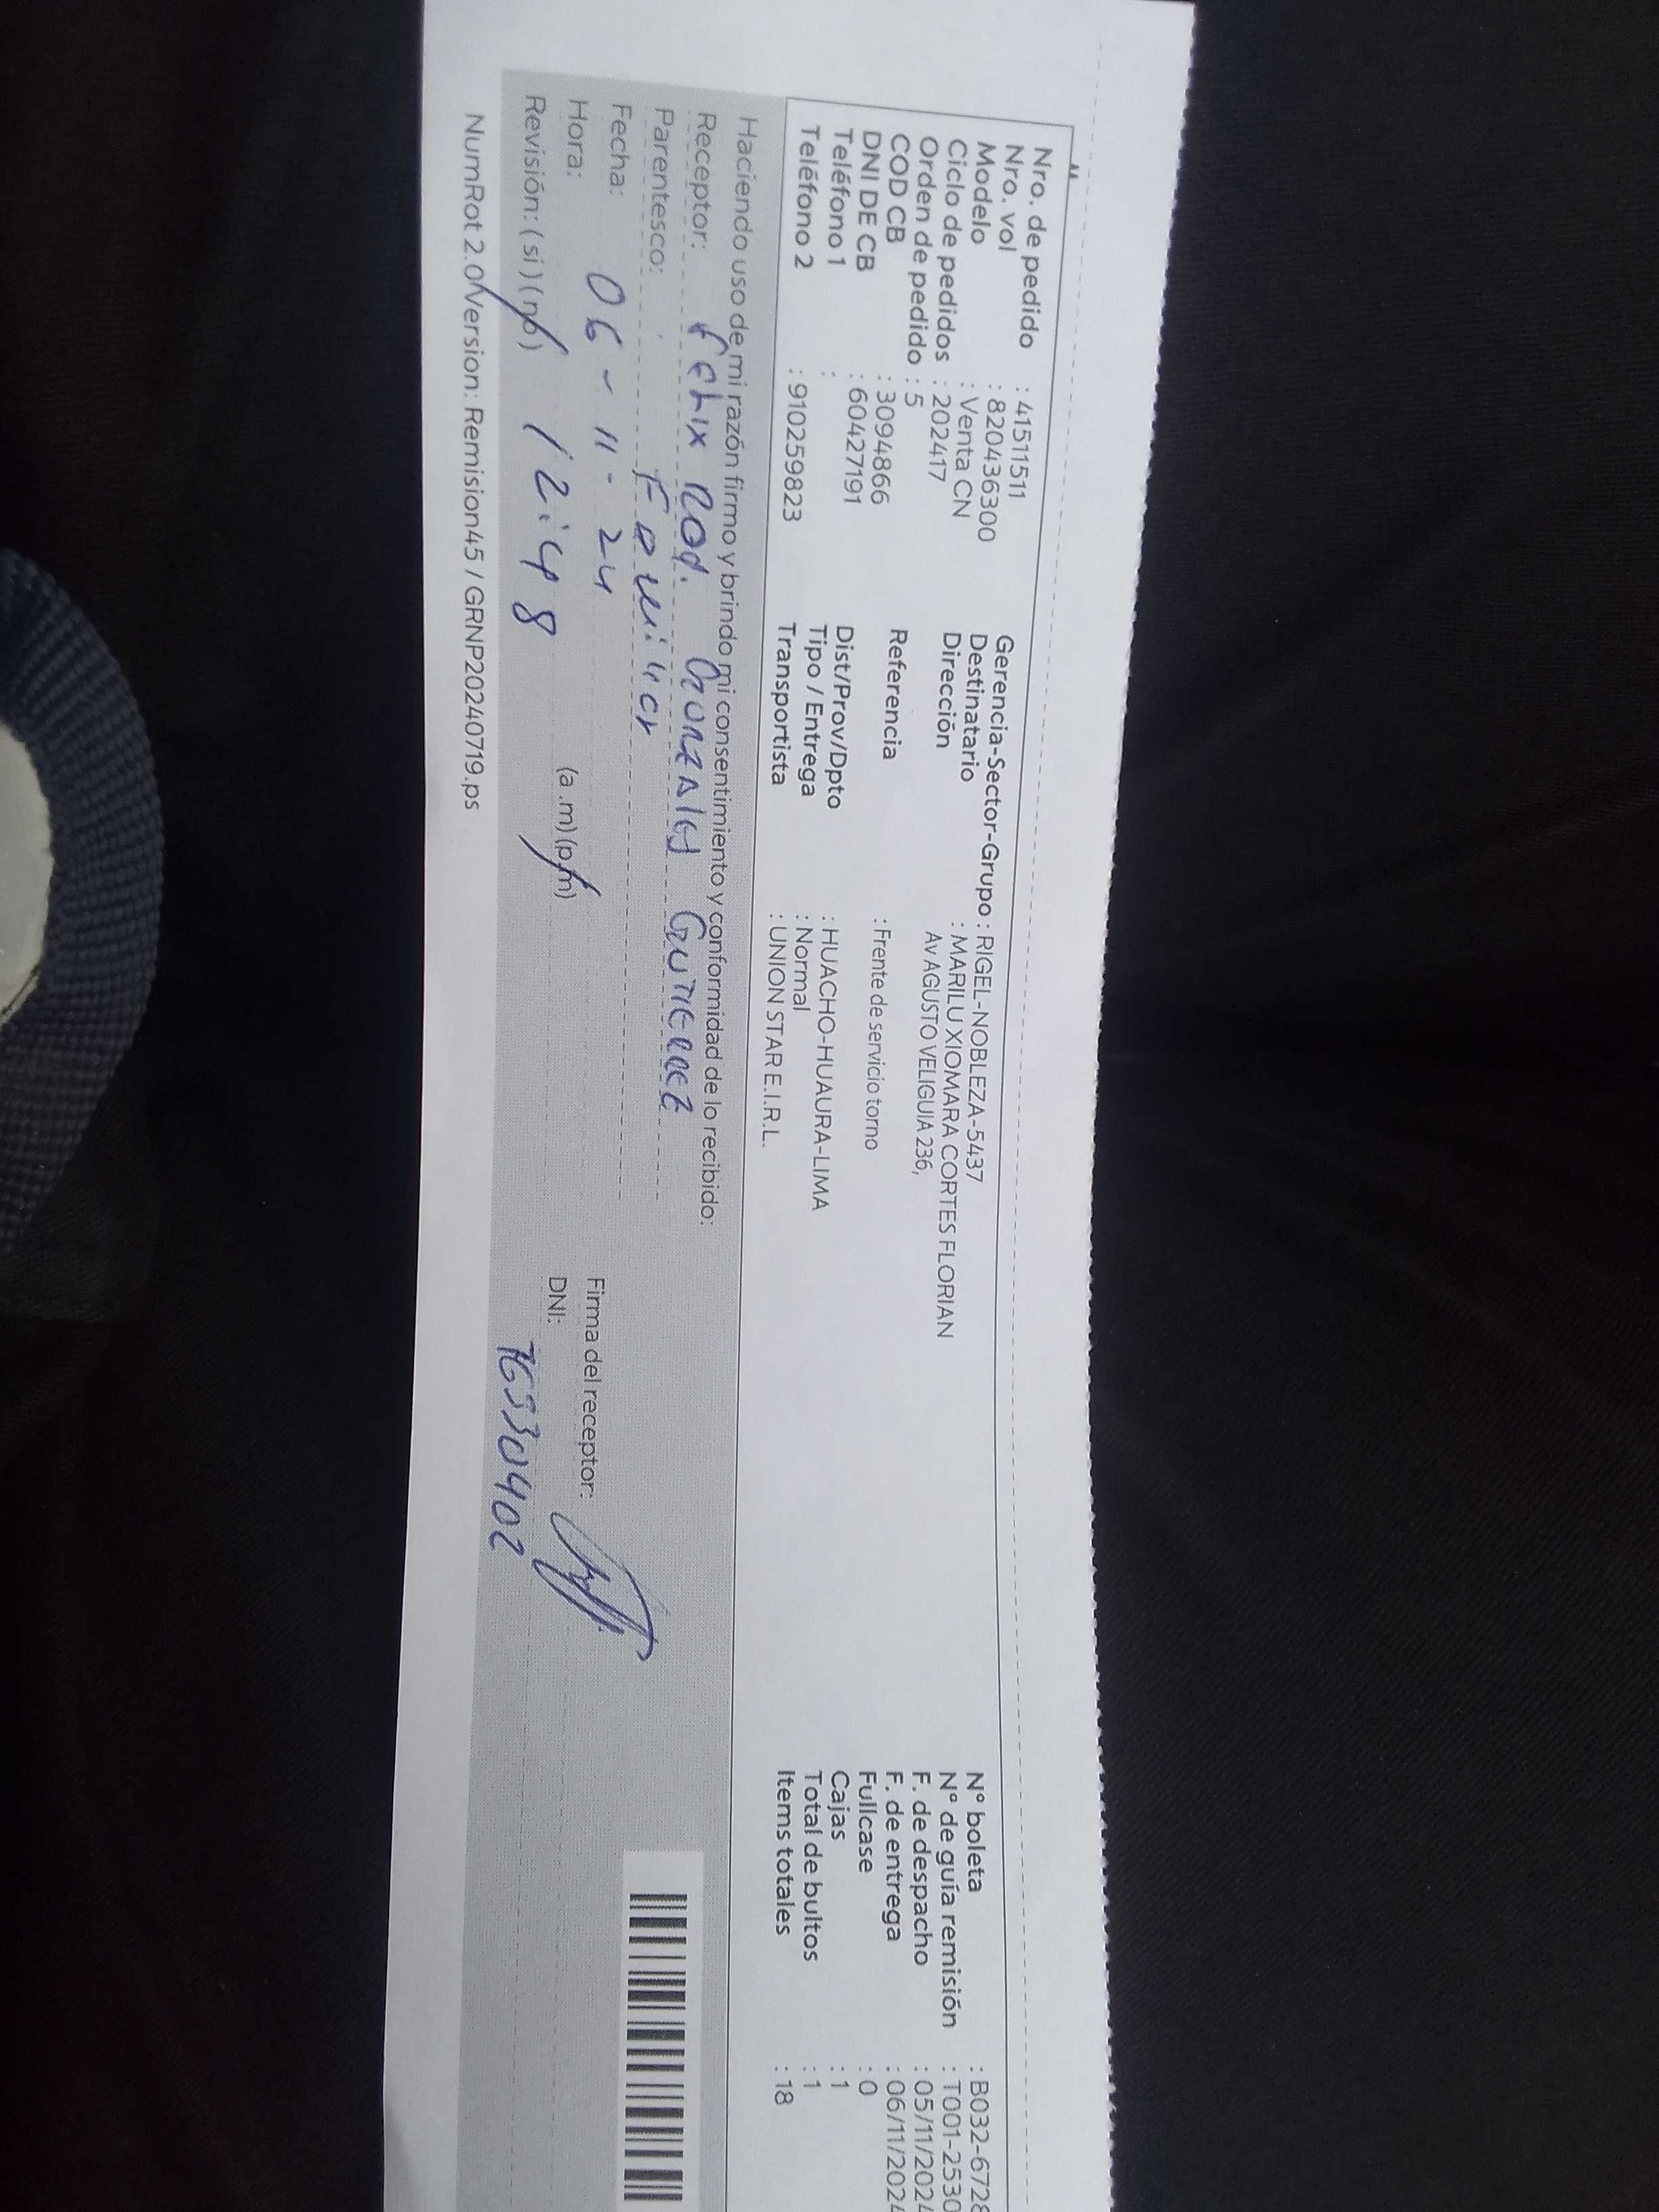 Nro. de pedido : 41511511
Nro. vol : 820436300
Modelo : Venta CN
Ciclo de pedidos : 202417
Orden de pedido : 5
COD CB : 3094866
DNI DE CB : 60427191
Teléfono 1 :
Teléfono 2 : 910259823
Gerencia-Sector-Grupo : RIGEL-NOBLEZA-5437
Destinatario : MARILU XIOMARA CORTES FLORIAN
Dirección Av AGUSTO VELIGUIA 236,
Referencia : Frente de servicio torno
Dist/Prov/Dpto : HUACHO-HUAURA-LIMA
Tipo / Entrega : Normal
Transportista : UNION STAR E.I.R.L.
N° boleta : B032-6728
N° de guía remisión : T001-2530
F. de despacho : 05/11/2024
F. de entrega : 06/11/2024
Fullcase : 0
Cajas : 1
Total de bultos : 1
Items totales : 18
Haciendo uso de mi razón firmo y brindo mi consentimiento y conformidad de lo recibido:
Receptor: Felix Rod. Gonzales Gutierrez
Parentesco: Familiar
Fecha: 06-11-24
Hora: 12:48 (a .m) (p.m)
Revisión: ( si ) ( no )
Firma del receptor:
DNI: 76330402
NumRot 2.0Version: Remision45 / GRNP20240719.ps